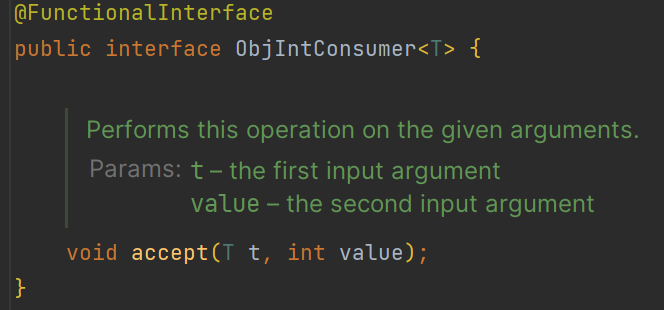 @FunctionalInterface
public interface ObjIntConsumer<T> {
Performs this operation on the given arguments.
Params: t – the first input argument
value – the second input argument
void accept(T t, int value);
}